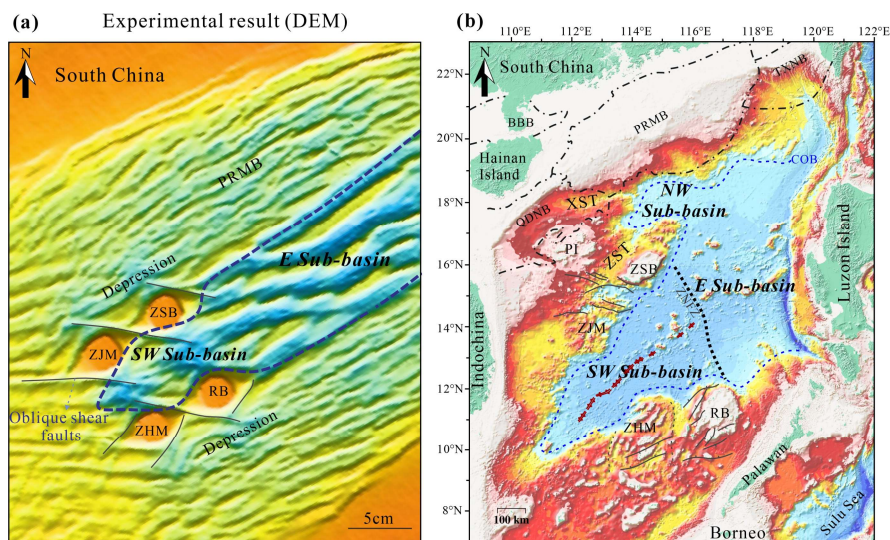 (a)
Experimental result (DEM)
N
South China
PRMB
Depression
E Sub-basin
ZSB
ZJM
SW Sub-basin
RB
Oblique shear
faults
ZHM
Depression
5cm
(b)
110°E
112°E
114°E
116°E
118°E
120°E
122°E
22°N
20°N
18°N
16°N
14°N
12°N
10°N
8°N
N
South China
TXNB
BBB
PRMB
Hainan
Island
COB
QDNB
XST
NW
Sub-basin
PI
ZST
ZSB
E Sub-basin
Luzon Island
ZJM
Indochina
SW Sub-basin
ZHM
RB
Palawan
100 km
Borneo
Sulu Sea